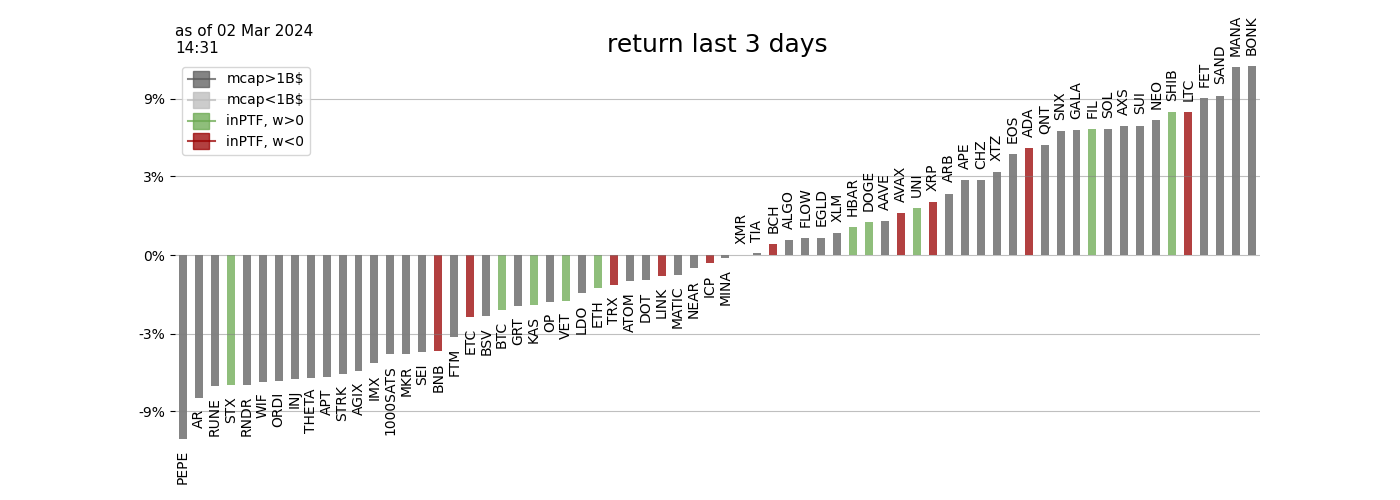 as of 02 Mar 2024
14:31
return last 3 days
mcap>1B$
mcap<1B$
inPTF, w>0
inPTF, w<0
9%
3%
0%
-3%
-9%
PEPE
AR
RUNE
STX
RNDR
WIF
ORDI
INJ
THETA
APT
STRK
AGIX
IMX
1000SATS
MKR
SEI
BNB
FTM
ETC
BSV
BTC
GRT
KAS
OP
VET
LDO
ETH
TRX
ATOM
DOT
LINK
MATIC
NEAR
ICP
MINA
XMR
TIA
BCH
ALGO
FLOW
EGLD
XLM
HBAR
DOGE
AAVE
AVAX
UNI
XRP
ARB
APE
CHZ
XTZ
EOS
ADA
QNT
SNX
GALA
FIL
SOL
AXS
SUI
NEO
SHIB
LTC
FET
SAND
MANA
BONK